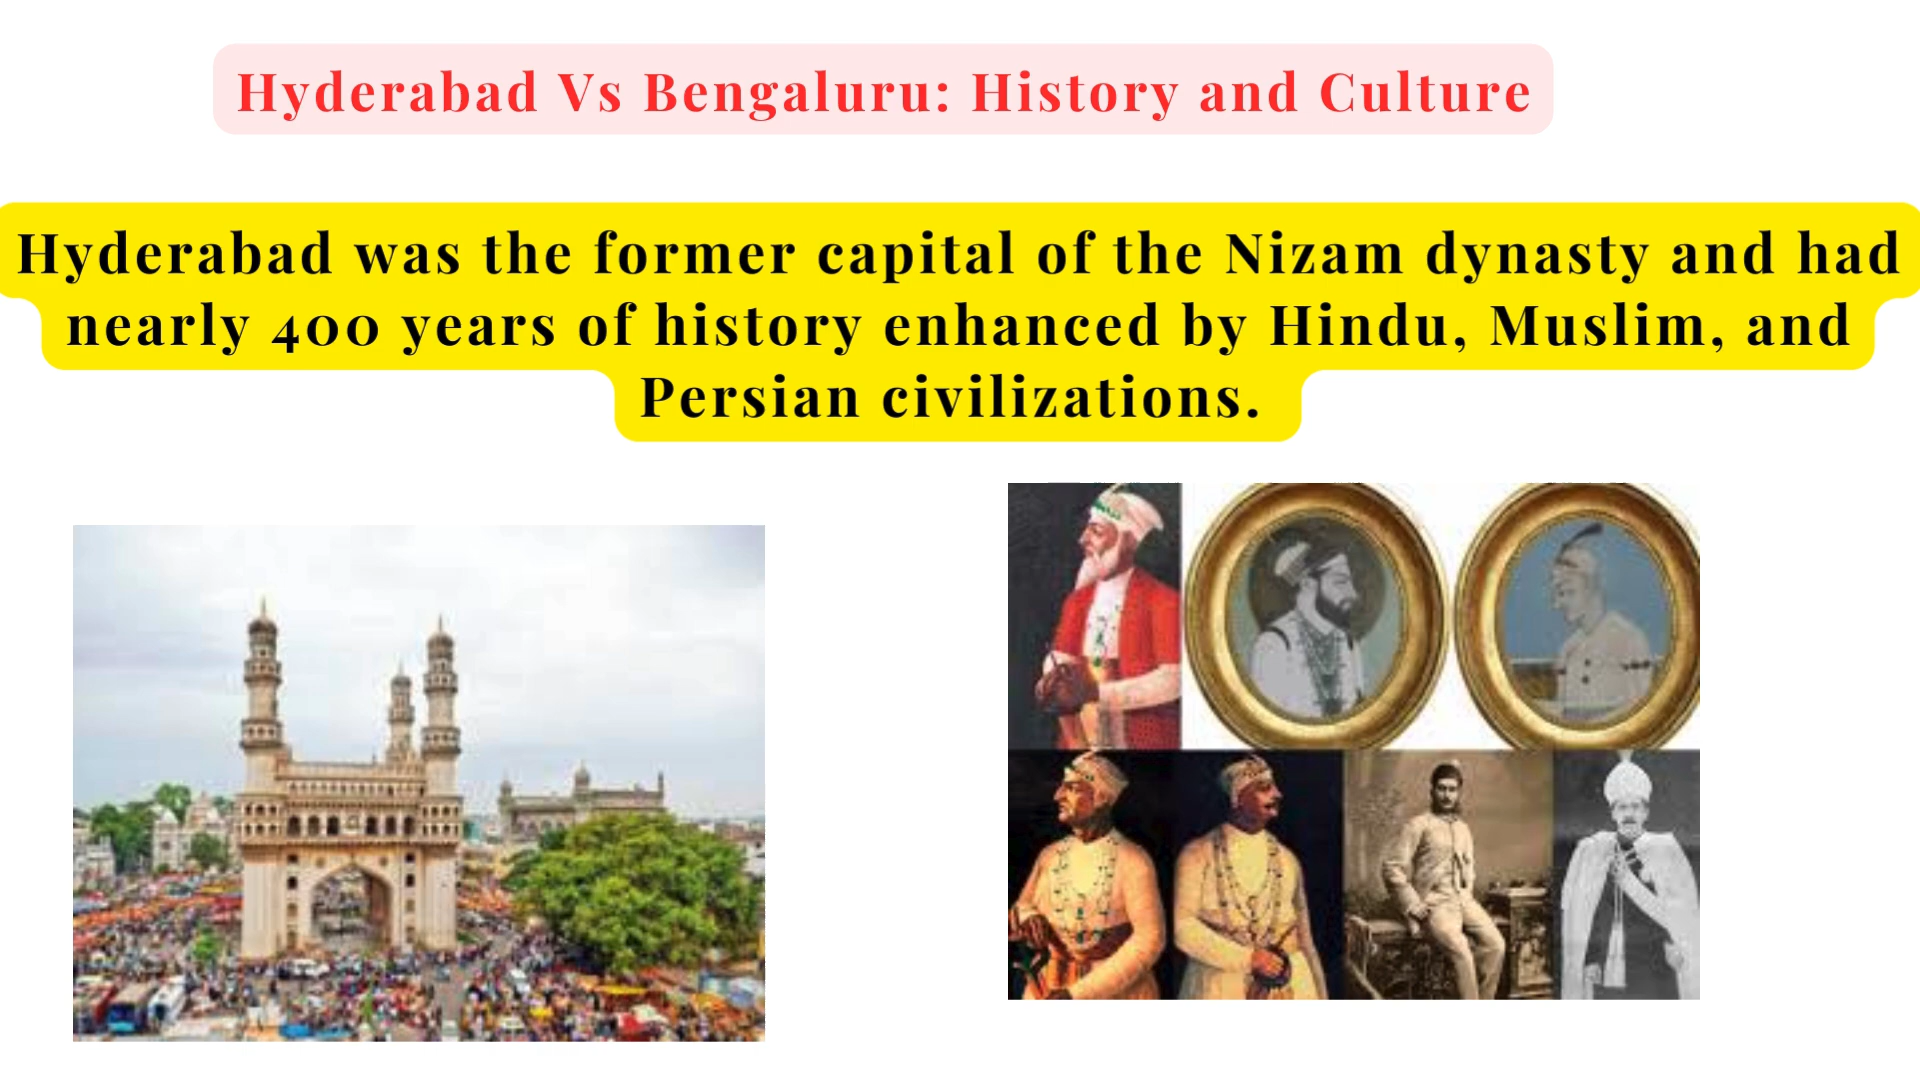 Hyderabad Vs Bengaluru: History and Culture
Hyderabad was the former capital of the Nizam dynasty and had
nearly 400 years of history enhanced by Hindu, Muslim, and
Persian civilizations.